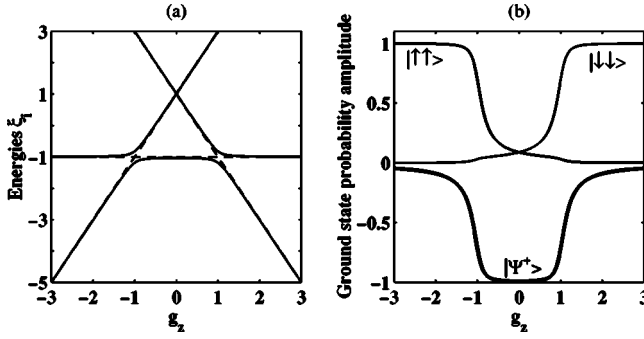 (a)
Energies ξ_i
3
1
-1
-3
-5
-3 -2 -1 0 1 2 3
g_z
(b)
Ground state probability amplitude
1
0.5
0
-0.5
-1
|↑↑>
|↓↓>
|Ψ⁺>
-3 -2 -1 0 1 2 3
g_z